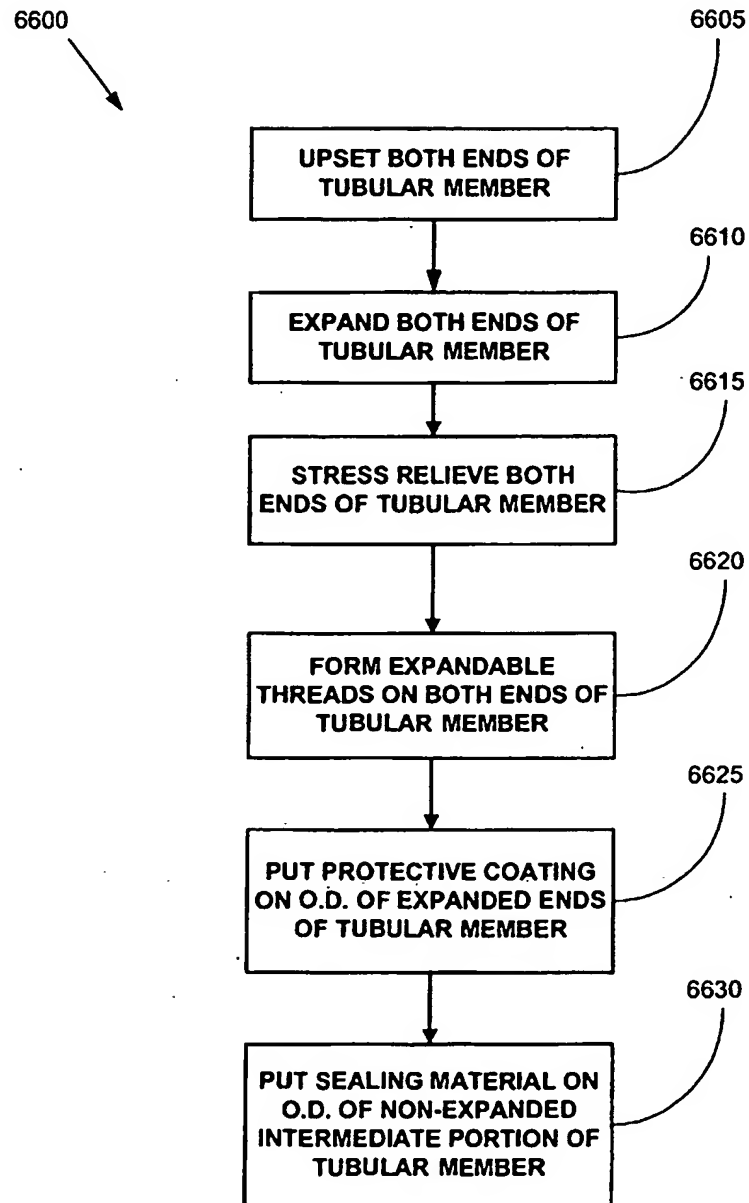 6600
6605
UPSET BOTH ENDS OF
TUBULAR MEMBER
6610
EXPAND BOTH ENDS OF
TUBULAR MEMBER
6615
STRESS RELIEVE BOTH
ENDS OF TUBULAR MEMBER
6620
FORM EXPANDABLE
THREADS ON BOTH ENDS OF
TUBULAR MEMBER
6625
PUT PROTECTIVE COATING
ON O.D. OF EXPANDED ENDS
OF TUBULAR MEMBER
6630
PUT SEALING MATERIAL ON
O.D. OF NON-EXPANDED
INTERMEDIATE PORTION OF
TUBULAR MEMBER